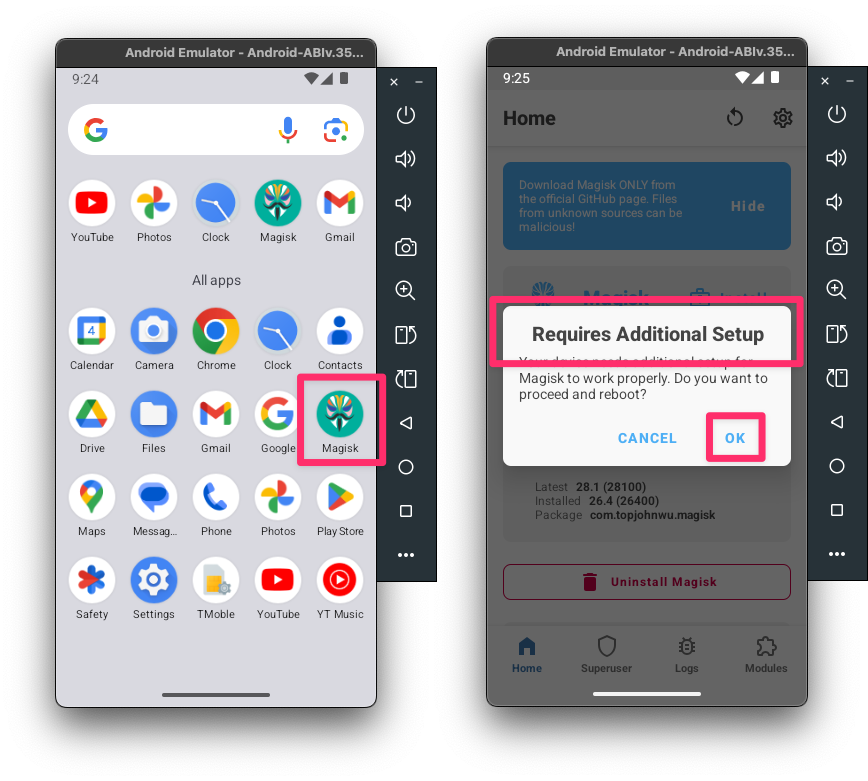 Android Emulator - Android-ABIv.35...
9:24
YouTube
Photos
Clock
Magisk
Gmail
All apps
4
Calendar
Camera
Chrome
Clock
Contacts
Drive
Files
Gmail
Google
Magisk
Maps
Messag...
Phone
Photos
Play Store
Safety
Settings
TMoble
YouTube
YT Music
Android Emulator - Android-ABIv.35...
9:25
Home
Download Magisk ONLY from
the official GitHub page. Files
from unknown sources can be
malicious!
Hide
Magisk
Install
Requires Additional Setup
Your device needs additional setup for
Magisk to work properly. Do you want to
proceed and reboot?
CANCEL
OK
Latest 28.1 (28100)
Installed 26.4 (26400)
Package com.topjohnwu.magisk
Uninstall Magisk
Home
Superuser
Logs
Modules